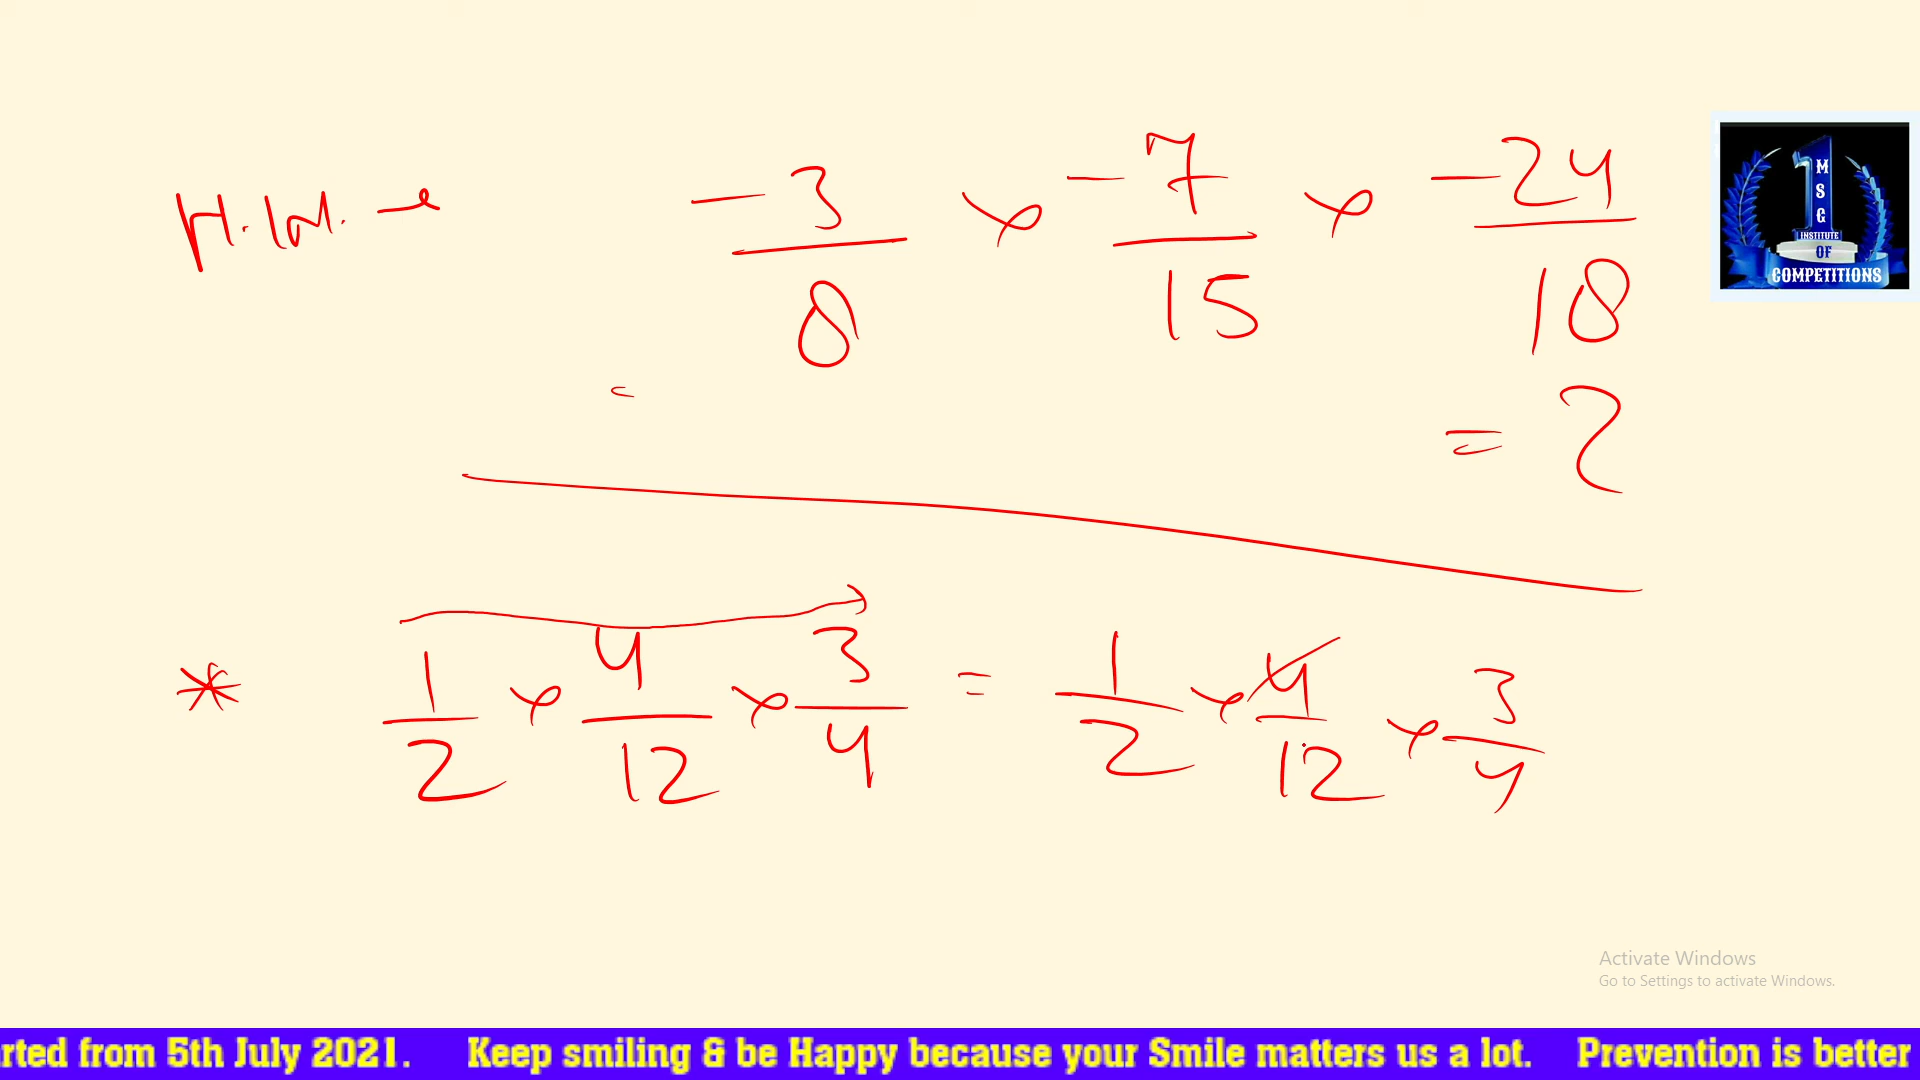 H.W. → -3/8 × -7/15 × -24/18
= = ?
* 1/2 × 4/12 × 3/4 = 1/2 × 4/12 × 3/4
MSG
INSTITUTE
OF
COMPETITIONS
Activate Windows
Go to Settings to activate Windows.
rted from 5th July 2021. Keep smiling & be Happy because your Smile matters us a lot. Prevention is better